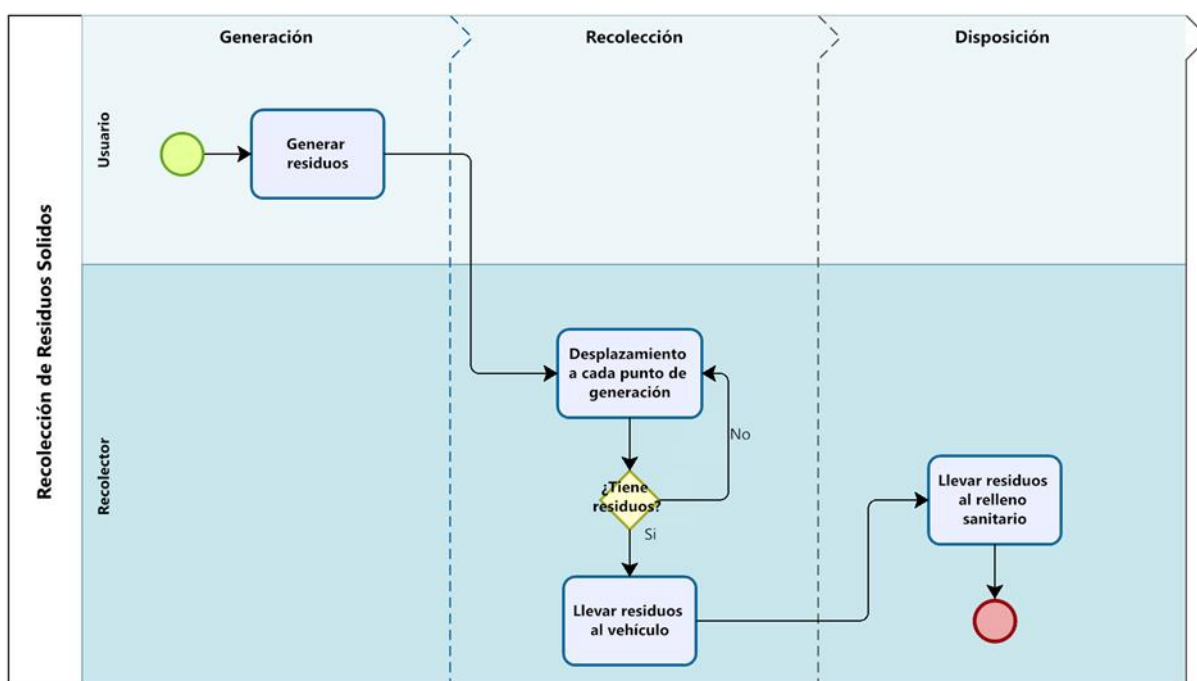 Recolección de Residuos Solidos
Generación
Recolección
Disposición
Usuario
Generar
residuos
Recolector
Desplazamiento
a cada punto de
generación
No
¿Tiene
residuos?
Si
Llevar residuos
al vehículo
Llevar residuos
al relleno
sanitario